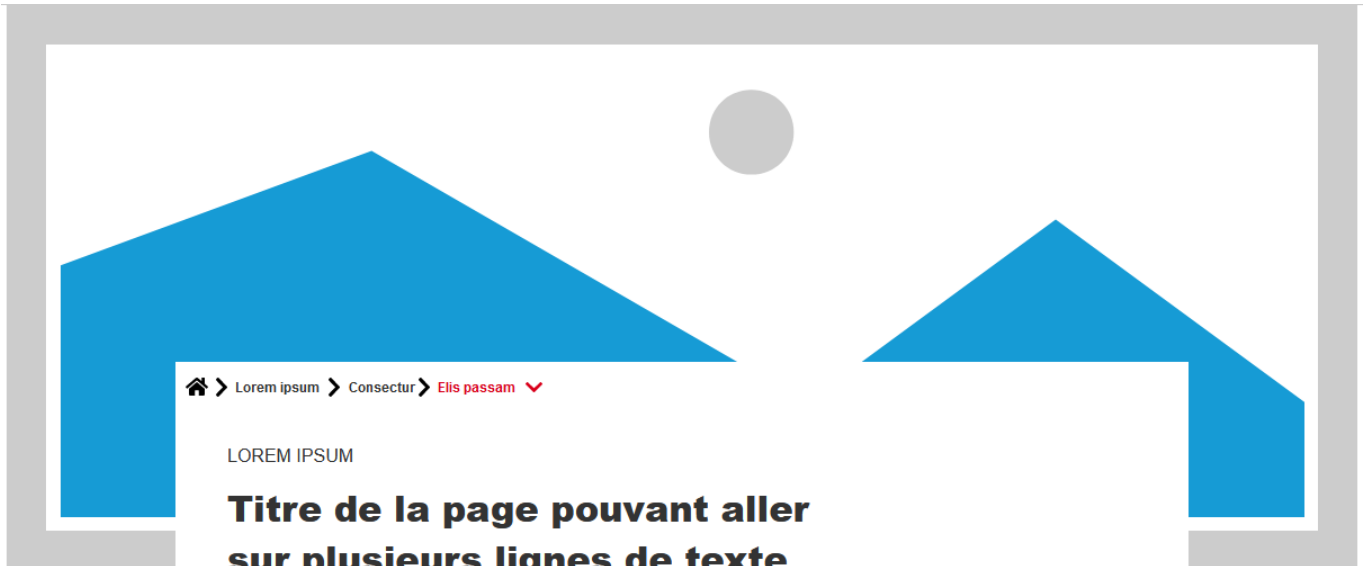 Lorem ipsum Consectur Elis passam
LOREM IPSUM
Titre de la page pouvant aller
sur plusieurs lignes de texte